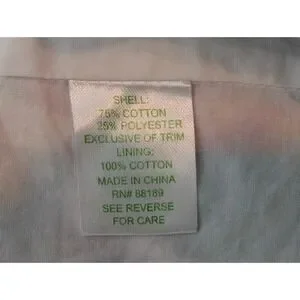 SHELL:
75% COTTON
25% POLYESTER
EXCLUSIVE OF TRIM
LINING:
100% COTTON
MADE IN CHINA
RN# 88189
SEE REVERSE
FOR CARE